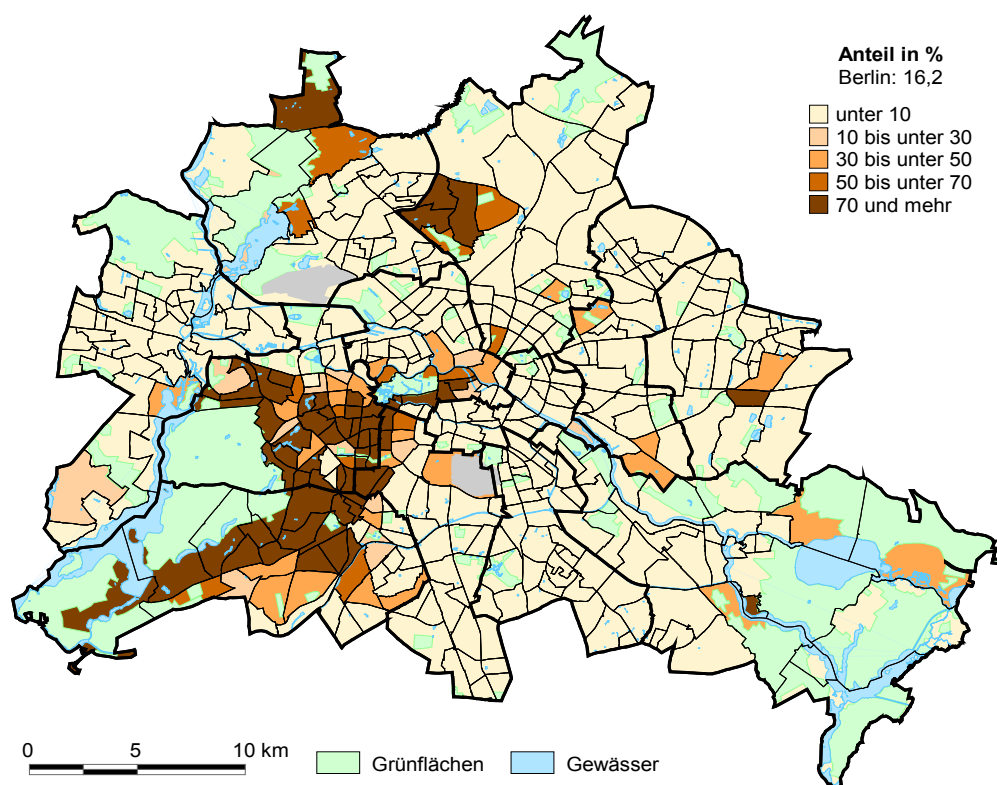 Anteil in %
Berlin: 16,2
unter 10
10 bis unter 30
30 bis unter 50
50 bis unter 70
70 und mehr
0 5 10 km
Grünflächen Gewässer